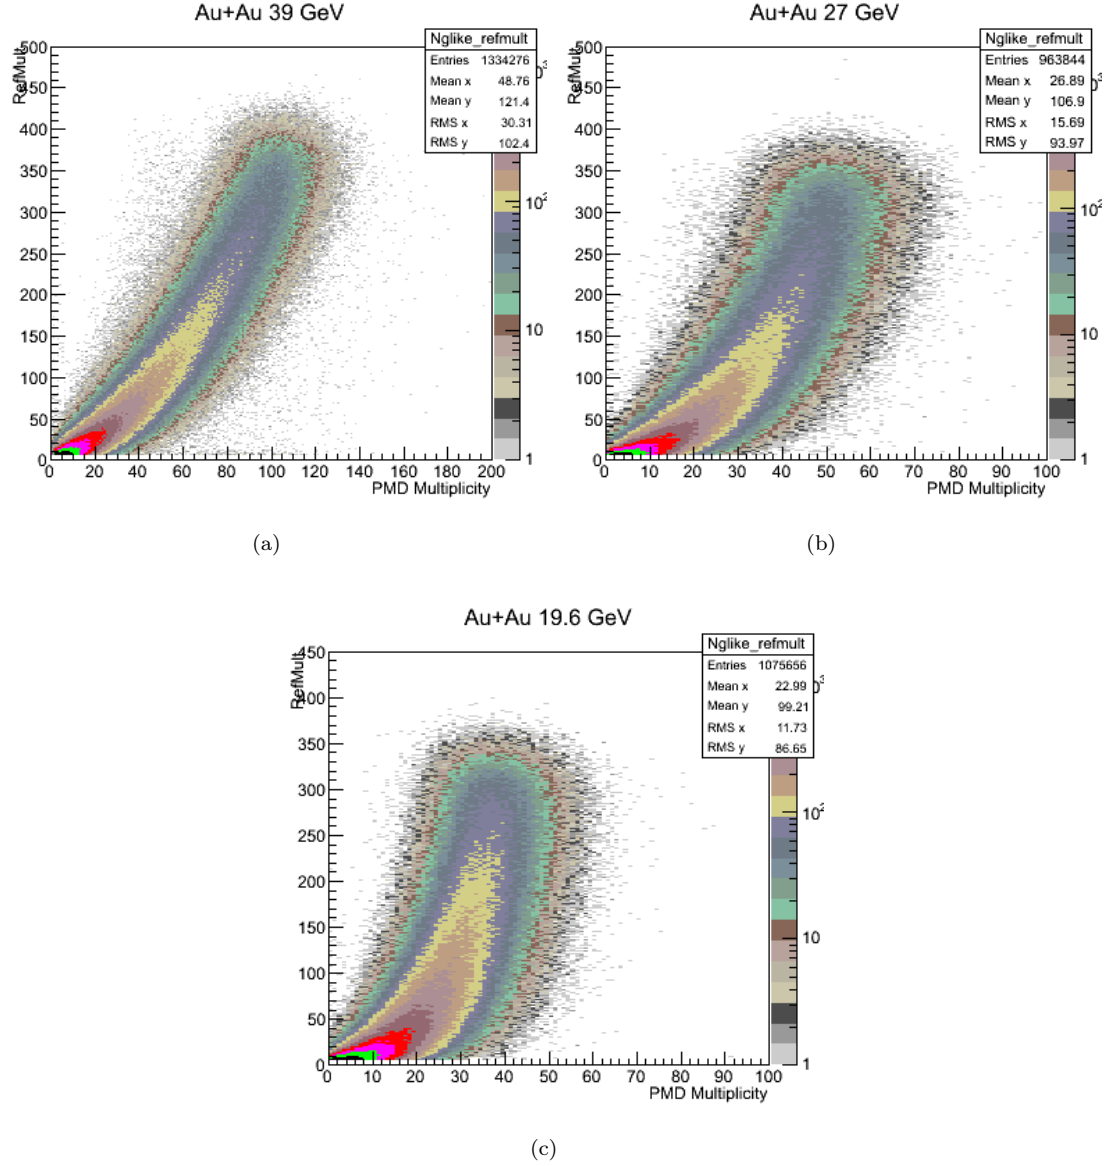 Au+Au 39 GeV
Nglike_refmult
Entries 1334276
Mean x 48.76
Mean y 121.4
RMS x 30.31
RMS y 102.4
RefMult
500
450
400
350
300
250
200
150
100
50
0
0 20 40 60 80 100 120 140 160 180 200
PMD Multiplicity
10³
10²
10
1
(a)
Au+Au 27 GeV
Nglike_refmult
Entries 963844
Mean x 26.89
Mean y 106.9
RMS x 15.69
RMS y 93.97
RefMult
500
450
400
350
300
250
200
150
100
50
0
0 10 20 30 40 50 60 70 80 90 100
PMD Multiplicity
10³
10²
10
1
(b)
Au+Au 19.6 GeV
Nglike_refmult
Entries 1075656
Mean x 22.99
Mean y 99.21
RMS x 11.73
RMS y 86.65
RefMult
450
400
350
300
250
200
150
100
50
0
0 10 20 30 40 50 60 70 80 90 100
PMD Multiplicity
10³
10²
10
1
(c)